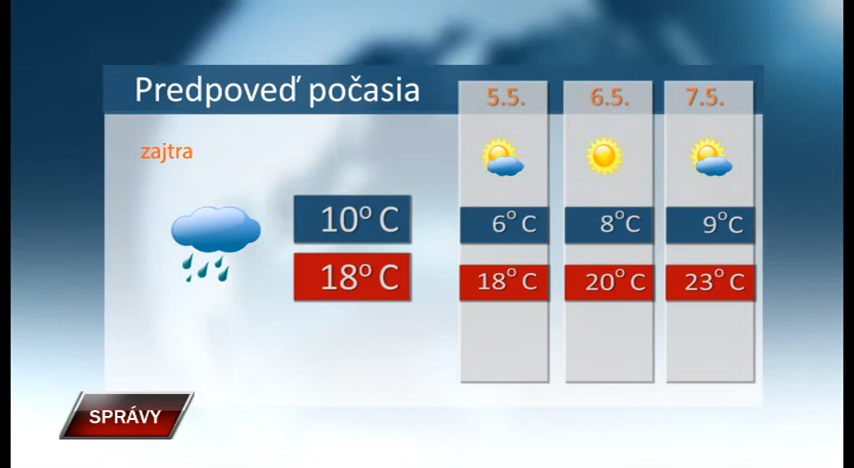 Predpoveď počasia
zajtra
10° C
18° C
5.5.
6° C
18° C
6.5.
8°C
20° C
7.5.
9°C
23° C
SPRÁVY